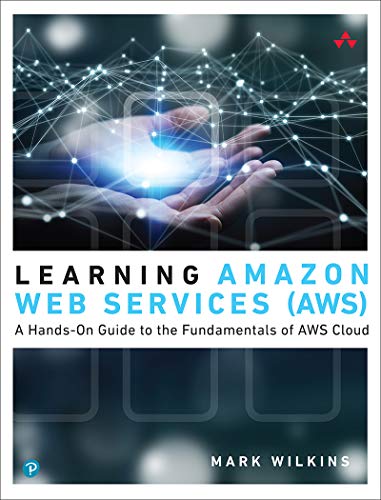 LEARNING AMAZON
WEB SERVICES (AWS)
A Hands-On Guide to the Fundamentals of AWS Cloud
MARK WILKINS
P